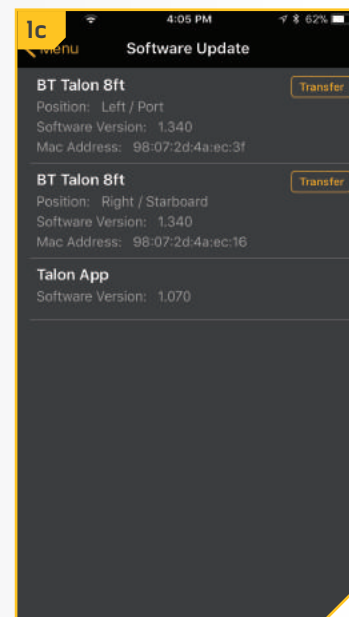 1c
4:05 PM
62%
Menu
Software Update
BT Talon 8ft
Transfer
Position: Left / Port
Software Version: 1.340
Mac Address: 98:07:2d:4a:ec:3f
BT Talon 8ft
Transfer
Position: Right / Starboard
Software Version: 1.340
Mac Address: 98:07:2d:4a:ec:16
Talon App
Software Version: 1.070